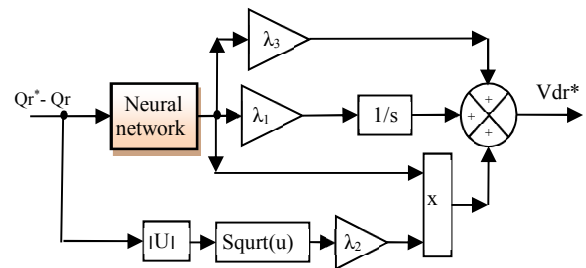 λ3
Qr*- Qr
Neural
network
λ1
1/s
+
+
+
Vdr*
x
|U|
Squrt(u)
λ2